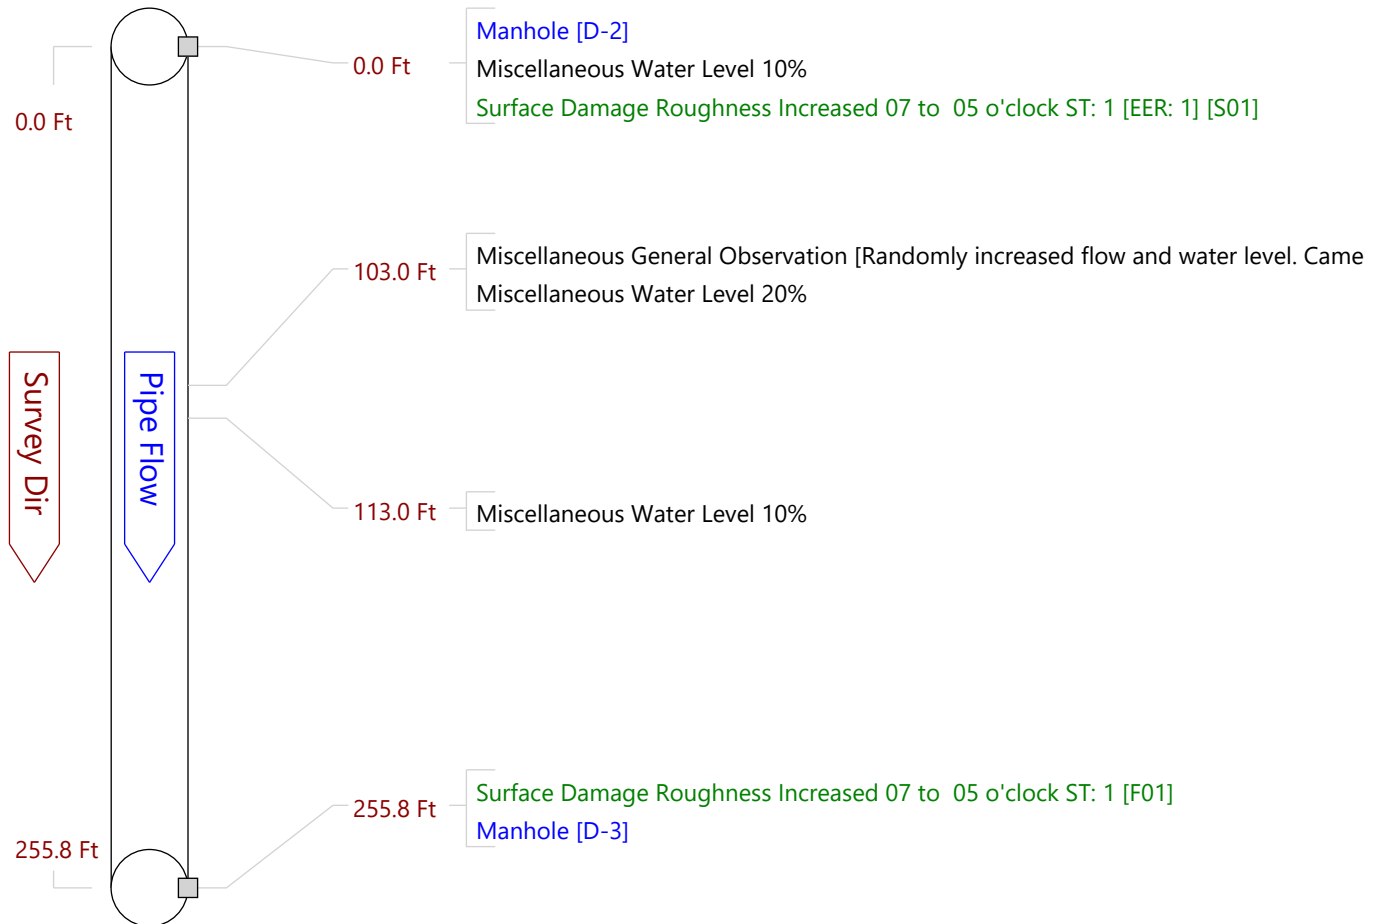 Manhole [D-2]
0.0 Ft
Miscellaneous Water Level 10%
Surface Damage Roughness Increased 07 to  05 o'clock ST: 1 [EER: 1] [S01]
0.0 Ft
Miscellaneous General Observation [Randomly increased flow and water level. Came
103.0 Ft
Miscellaneous Water Level 20%
Survey Dir
Pipe Flow
113.0 Ft
Miscellaneous Water Level 10%
Surface Damage Roughness Increased 07 to  05 o'clock ST: 1 [F01]
255.8 Ft
Manhole [D-3]
255.8 Ft